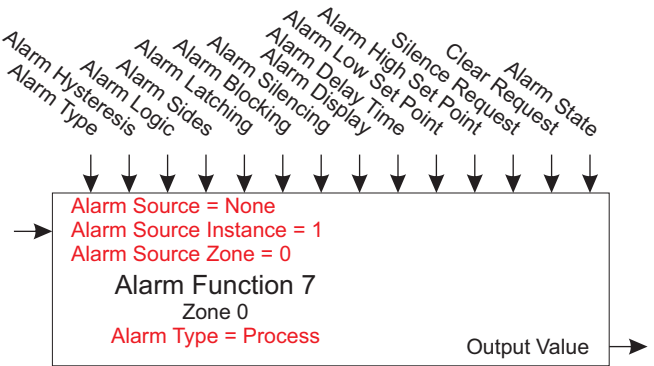 Alarm Type
Alarm Hysteresis
Alarm Logic
Alarm Sides
Alarm Latching
Alarm Blocking
Alarm Silencing
Alarm Display
Alarm Delay Time
Alarm Low Set Point
Alarm High Set Point
Silence Request
Clear Request
Alarm State
Alarm Source = None
Alarm Source Instance = 1
Alarm Source Zone = 0
Alarm Function 7
Zone 0
Alarm Type = Process
Output Value